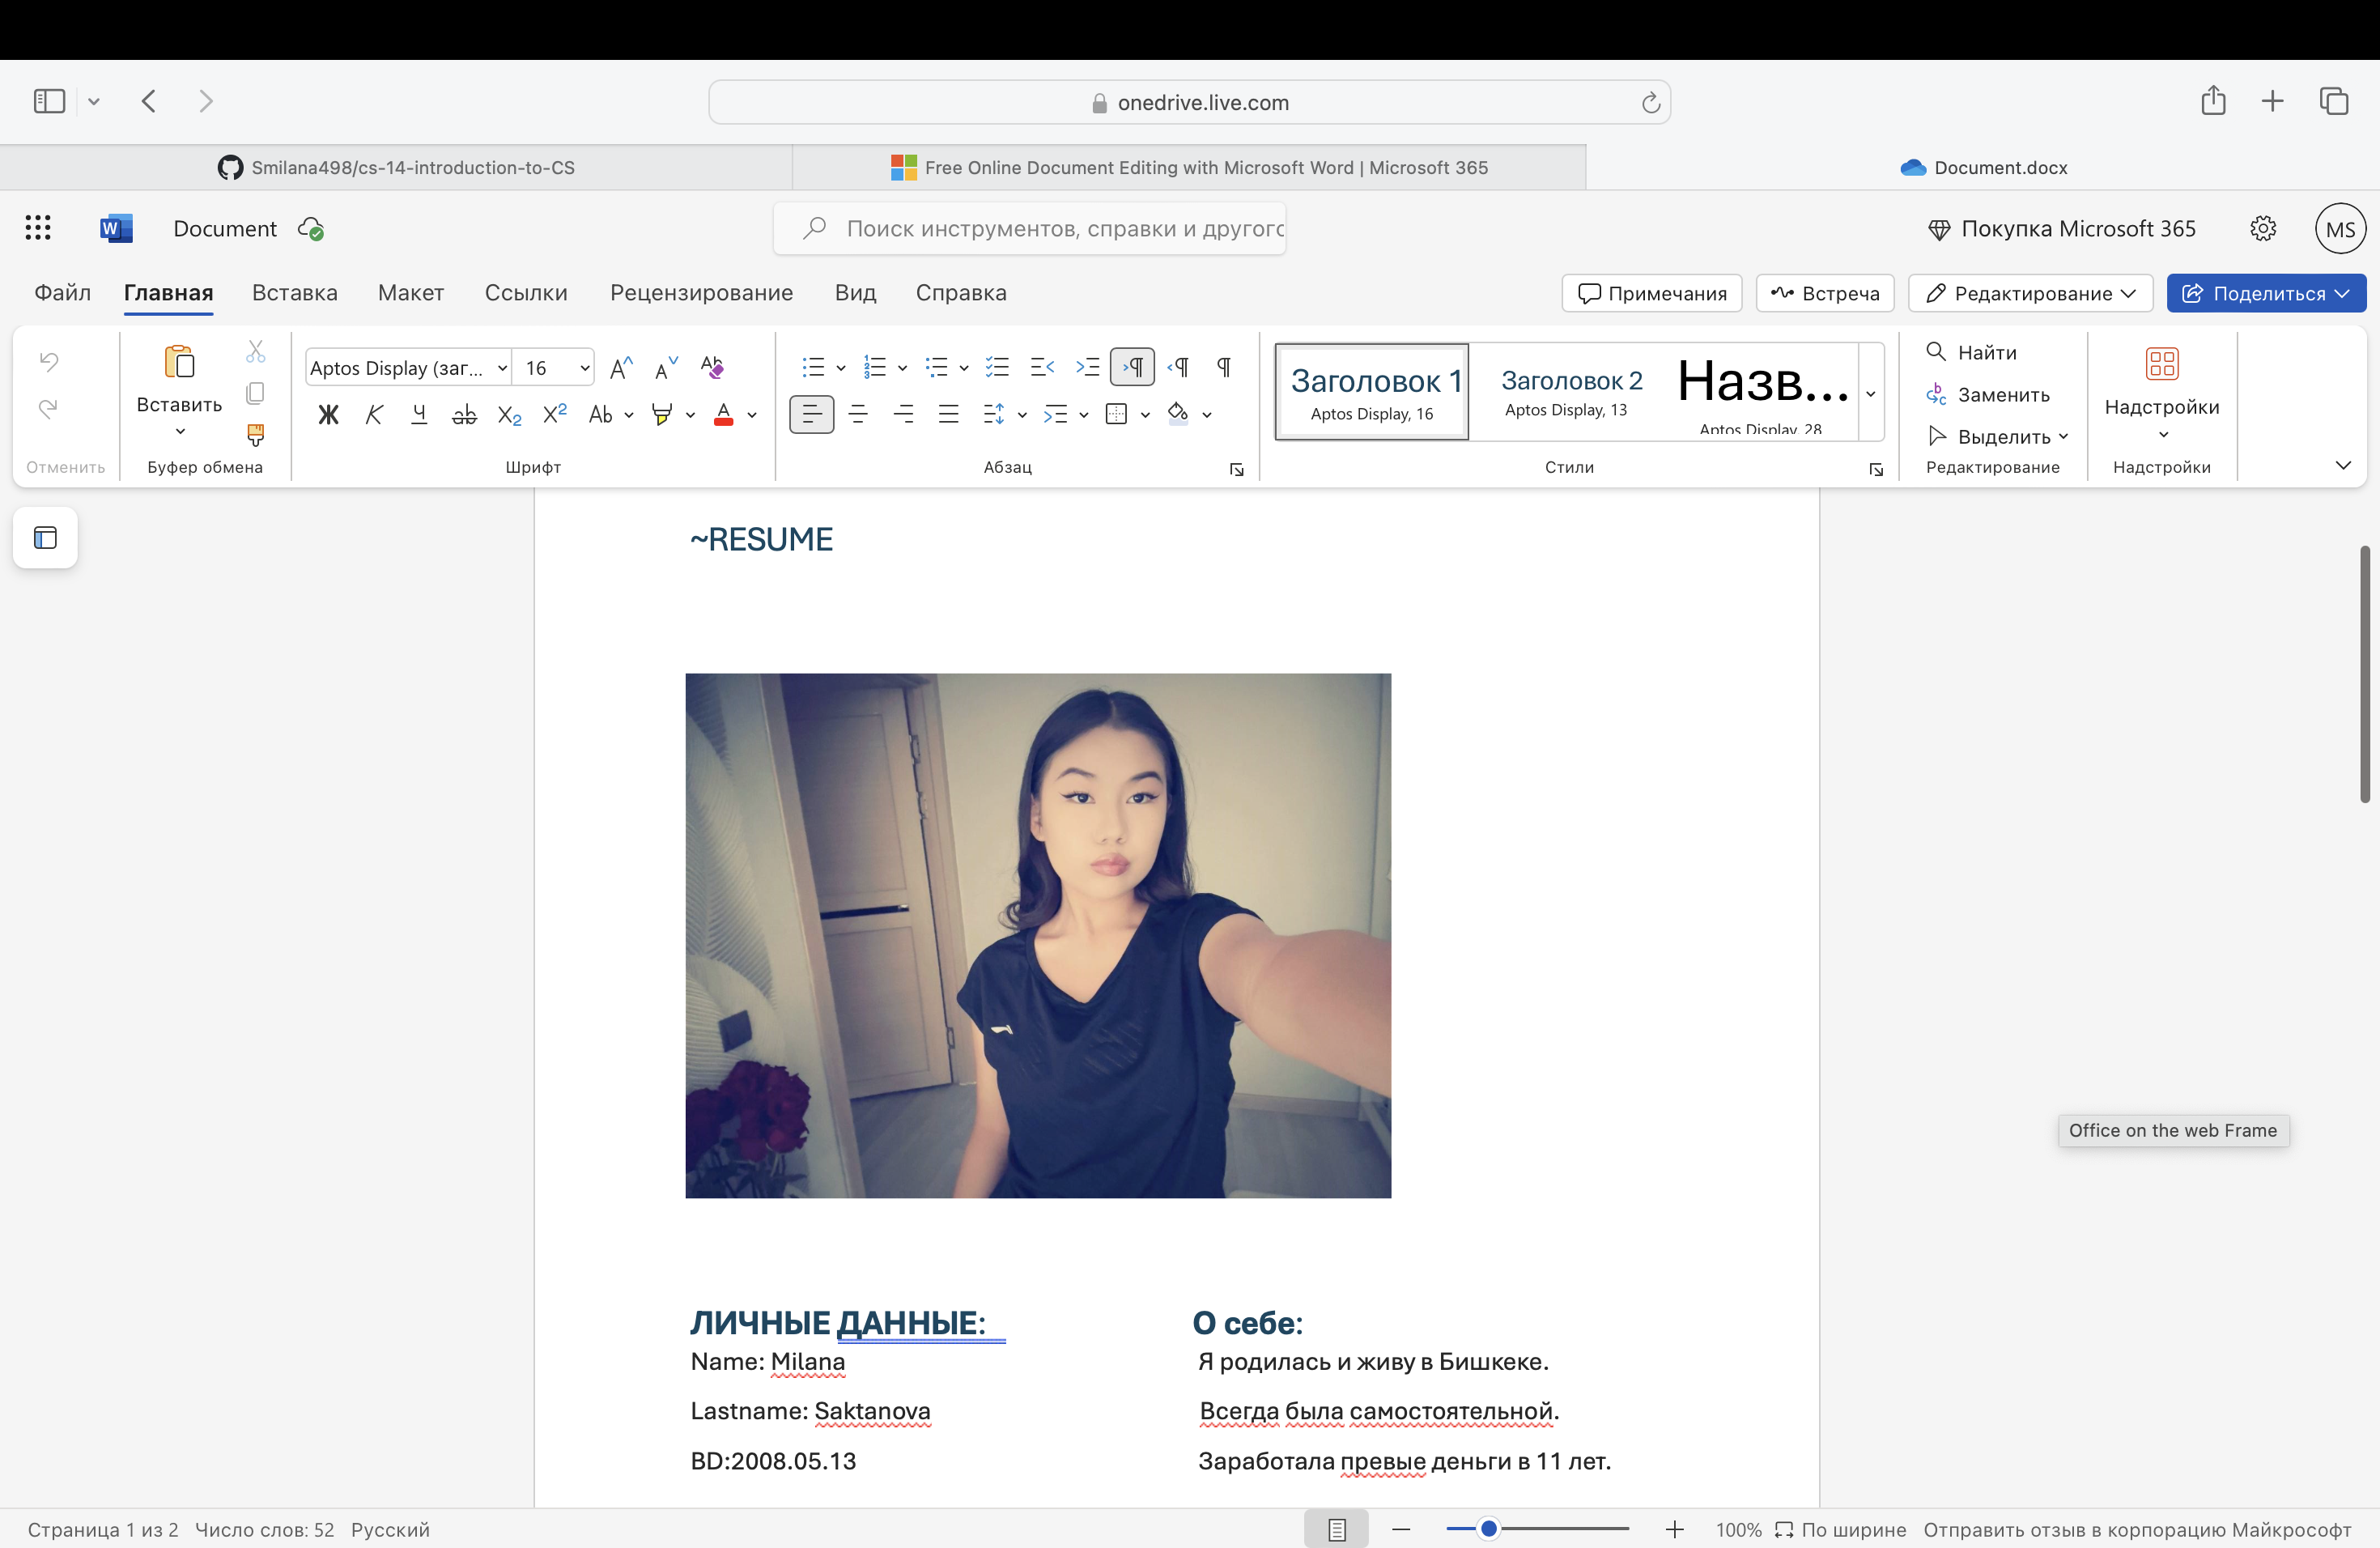 onedrive.live.com
Smilana498/cs-14-introduction-to-CS
Free Online Document Editing with Microsoft Word | Microsoft 365
Document.docx
W
Document
Поиск инструментов, справки и другого
Покупка Microsoft 365
MS
Файл Главная Вставка Макет Ссылки Рецензирование Вид Справка
Примечания Встреча Редактирование Поделиться
Aptos Display (заг... 16
Вставить
Ж К Ч ab X2 X2 Ab A
Отменить Буфер обмена Шрифт Абзац
Заголовок 1
Aptos Display, 16
Заголовок 2
Aptos Display, 13
Назв...
Aptos Display, 28
Стили
Найти
Заменить
Выделить
Редактирование
Надстройки
Надстройки
~RESUME
Office on the web Frame
ЛИЧНЫЕ ДАННЫЕ:
Name: Milana
Lastname: Saktanova
BD:2008.05.13
О себе:
Я родилась и живу в Бишкеке.
Всегда была самостоятельной.
Заработала превые деньги в 11 лет.
Страница 1 из 2 Число слов: 52 Русский
100% По ширине Отправить отзыв в корпорацию Майкрософт